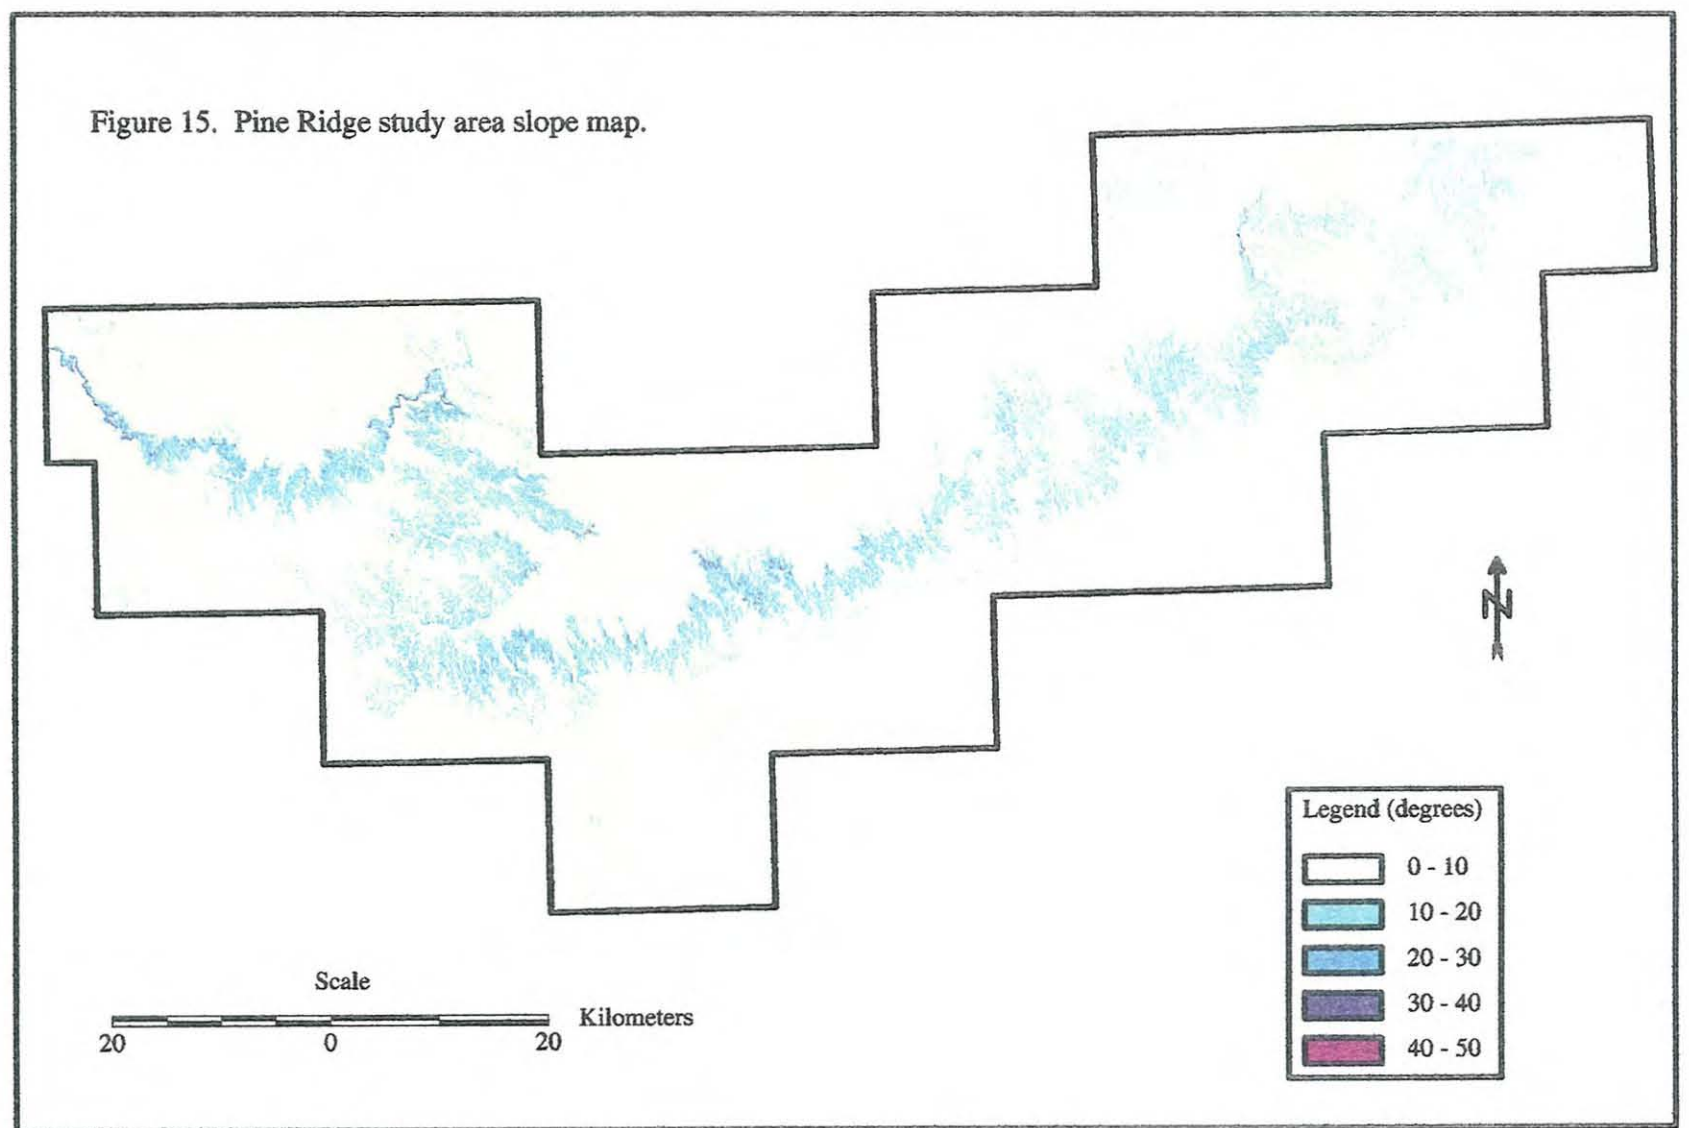 Figure 15. Pine Ridge study area slope map.
N
Legend (degrees)
0 - 10
10 - 20
20 - 30
30 - 40
40 - 50
Scale
Kilometers
20 0 20